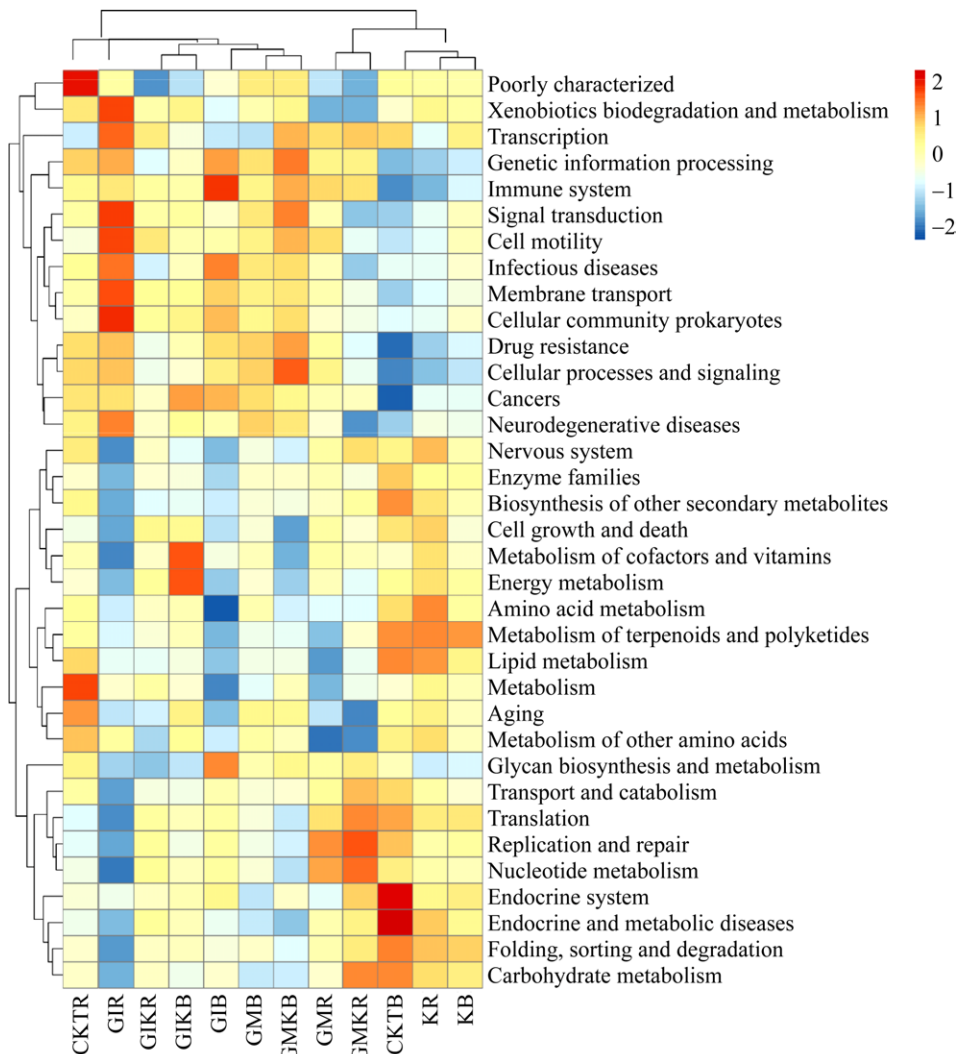 Poorly characterized
Xenobiotics biodegradation and metabolism
Transcription
Genetic information processing
Immune system
Signal transduction
Cell motility
Infectious diseases
Membrane transport
Cellular community prokaryotes
Drug resistance
Cellular processes and signaling
Cancers
Neurodegenerative diseases
Nervous system
Enzyme families
Biosynthesis of other secondary metabolites
Cell growth and death
Metabolism of cofactors and vitamins
Energy metabolism
Amino acid metabolism
Metabolism of terpenoids and polyketides
Lipid metabolism
Metabolism
Aging
Metabolism of other amino acids
Glycan biosynthesis and metabolism
Transport and catabolism
Translation
Replication and repair
Nucleotide metabolism
Endocrine system
Endocrine and metabolic diseases
Folding, sorting and degradation
Carbohydrate metabolism
2
1
0
−1
−2
CKTR
GIR
GIKR
GIKB
GIB
GMB
GMKB
GMR
GMKR
CKTB
KR
KB